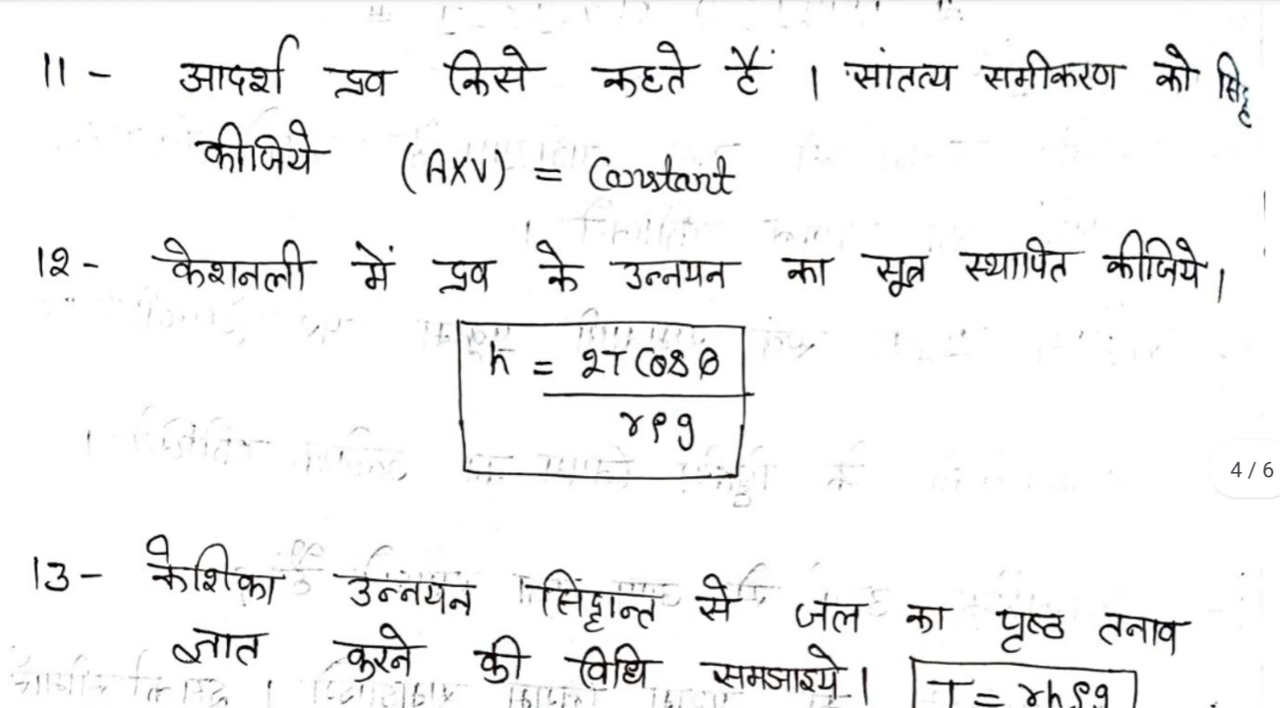 11 - आदर्श द्रव किसे कहते हैं । सांतत्य समीकरण को सिद्ध
कीजिये (A×V) = Constant
12 - केशनली में द्रव के उन्नयन का सूत्र स्थापित कीजिये।
h = 2T Cos θ
rρg
4 / 6
13 - केशिका उन्नयन सिद्धान्त से जल का पृष्ठ तनाव
ज्ञात करने की विधि समझाइये। T = rhρg